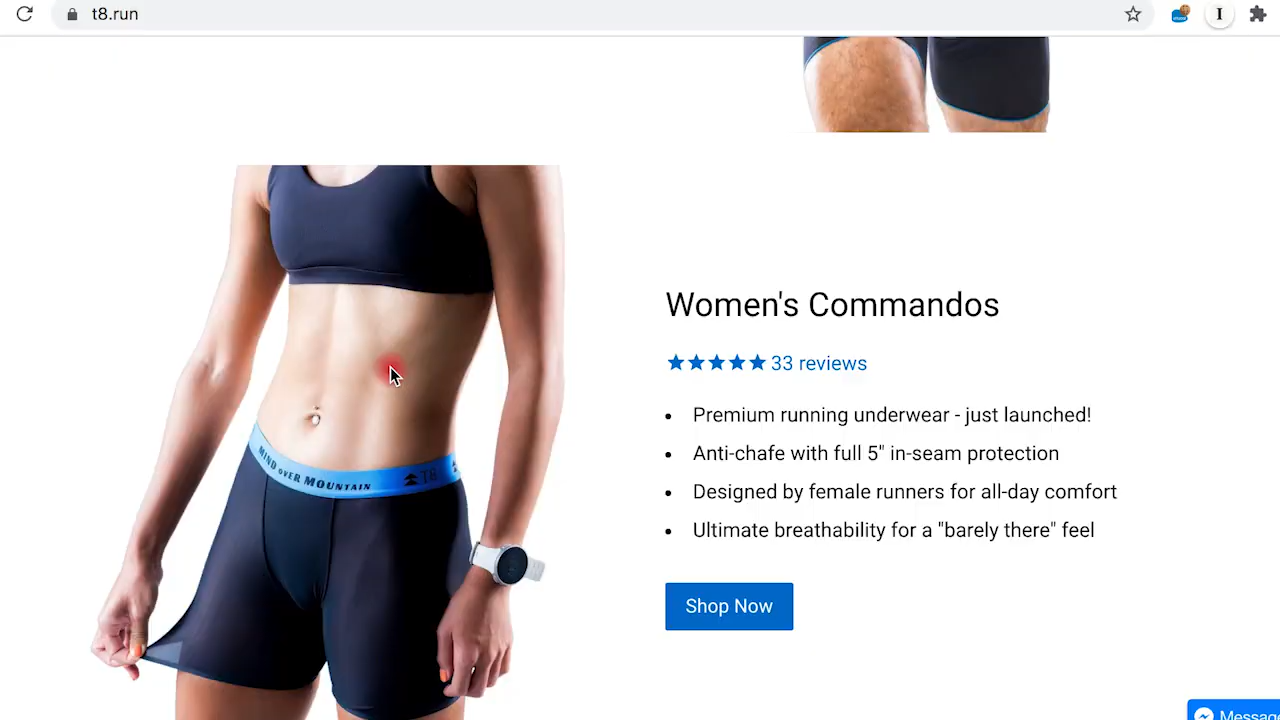 t8.run
I
Women's Commandos
33 reviews
Premium running underwear - just launched!
Anti-chafe with full 5" in-seam protection
Designed by female runners for all-day comfort
Ultimate breathability for a "barely there" feel
MIND OVER MOUNTAIN T8
Shop Now